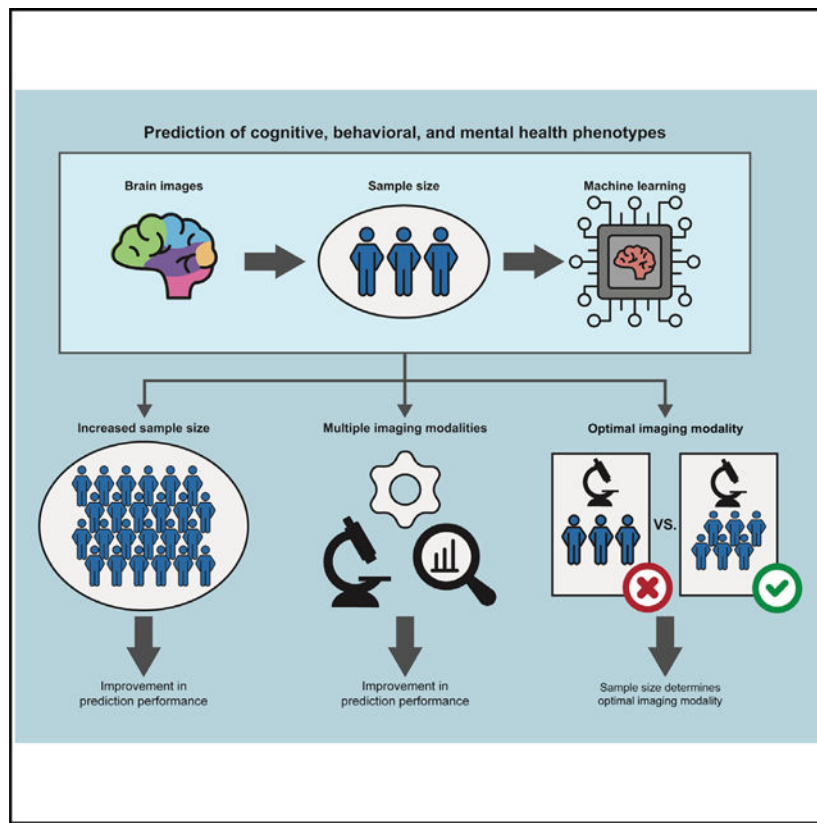 Prediction of cognitive, behavioral, and mental health phenotypes
Brain images
Sample size
Machine learning
Increased sample size
Multiple imaging modalities
Optimal imaging modality
VS.
Improvement in
prediction performance
Improvement in
prediction performance
Sample size determines
optimal imaging modality